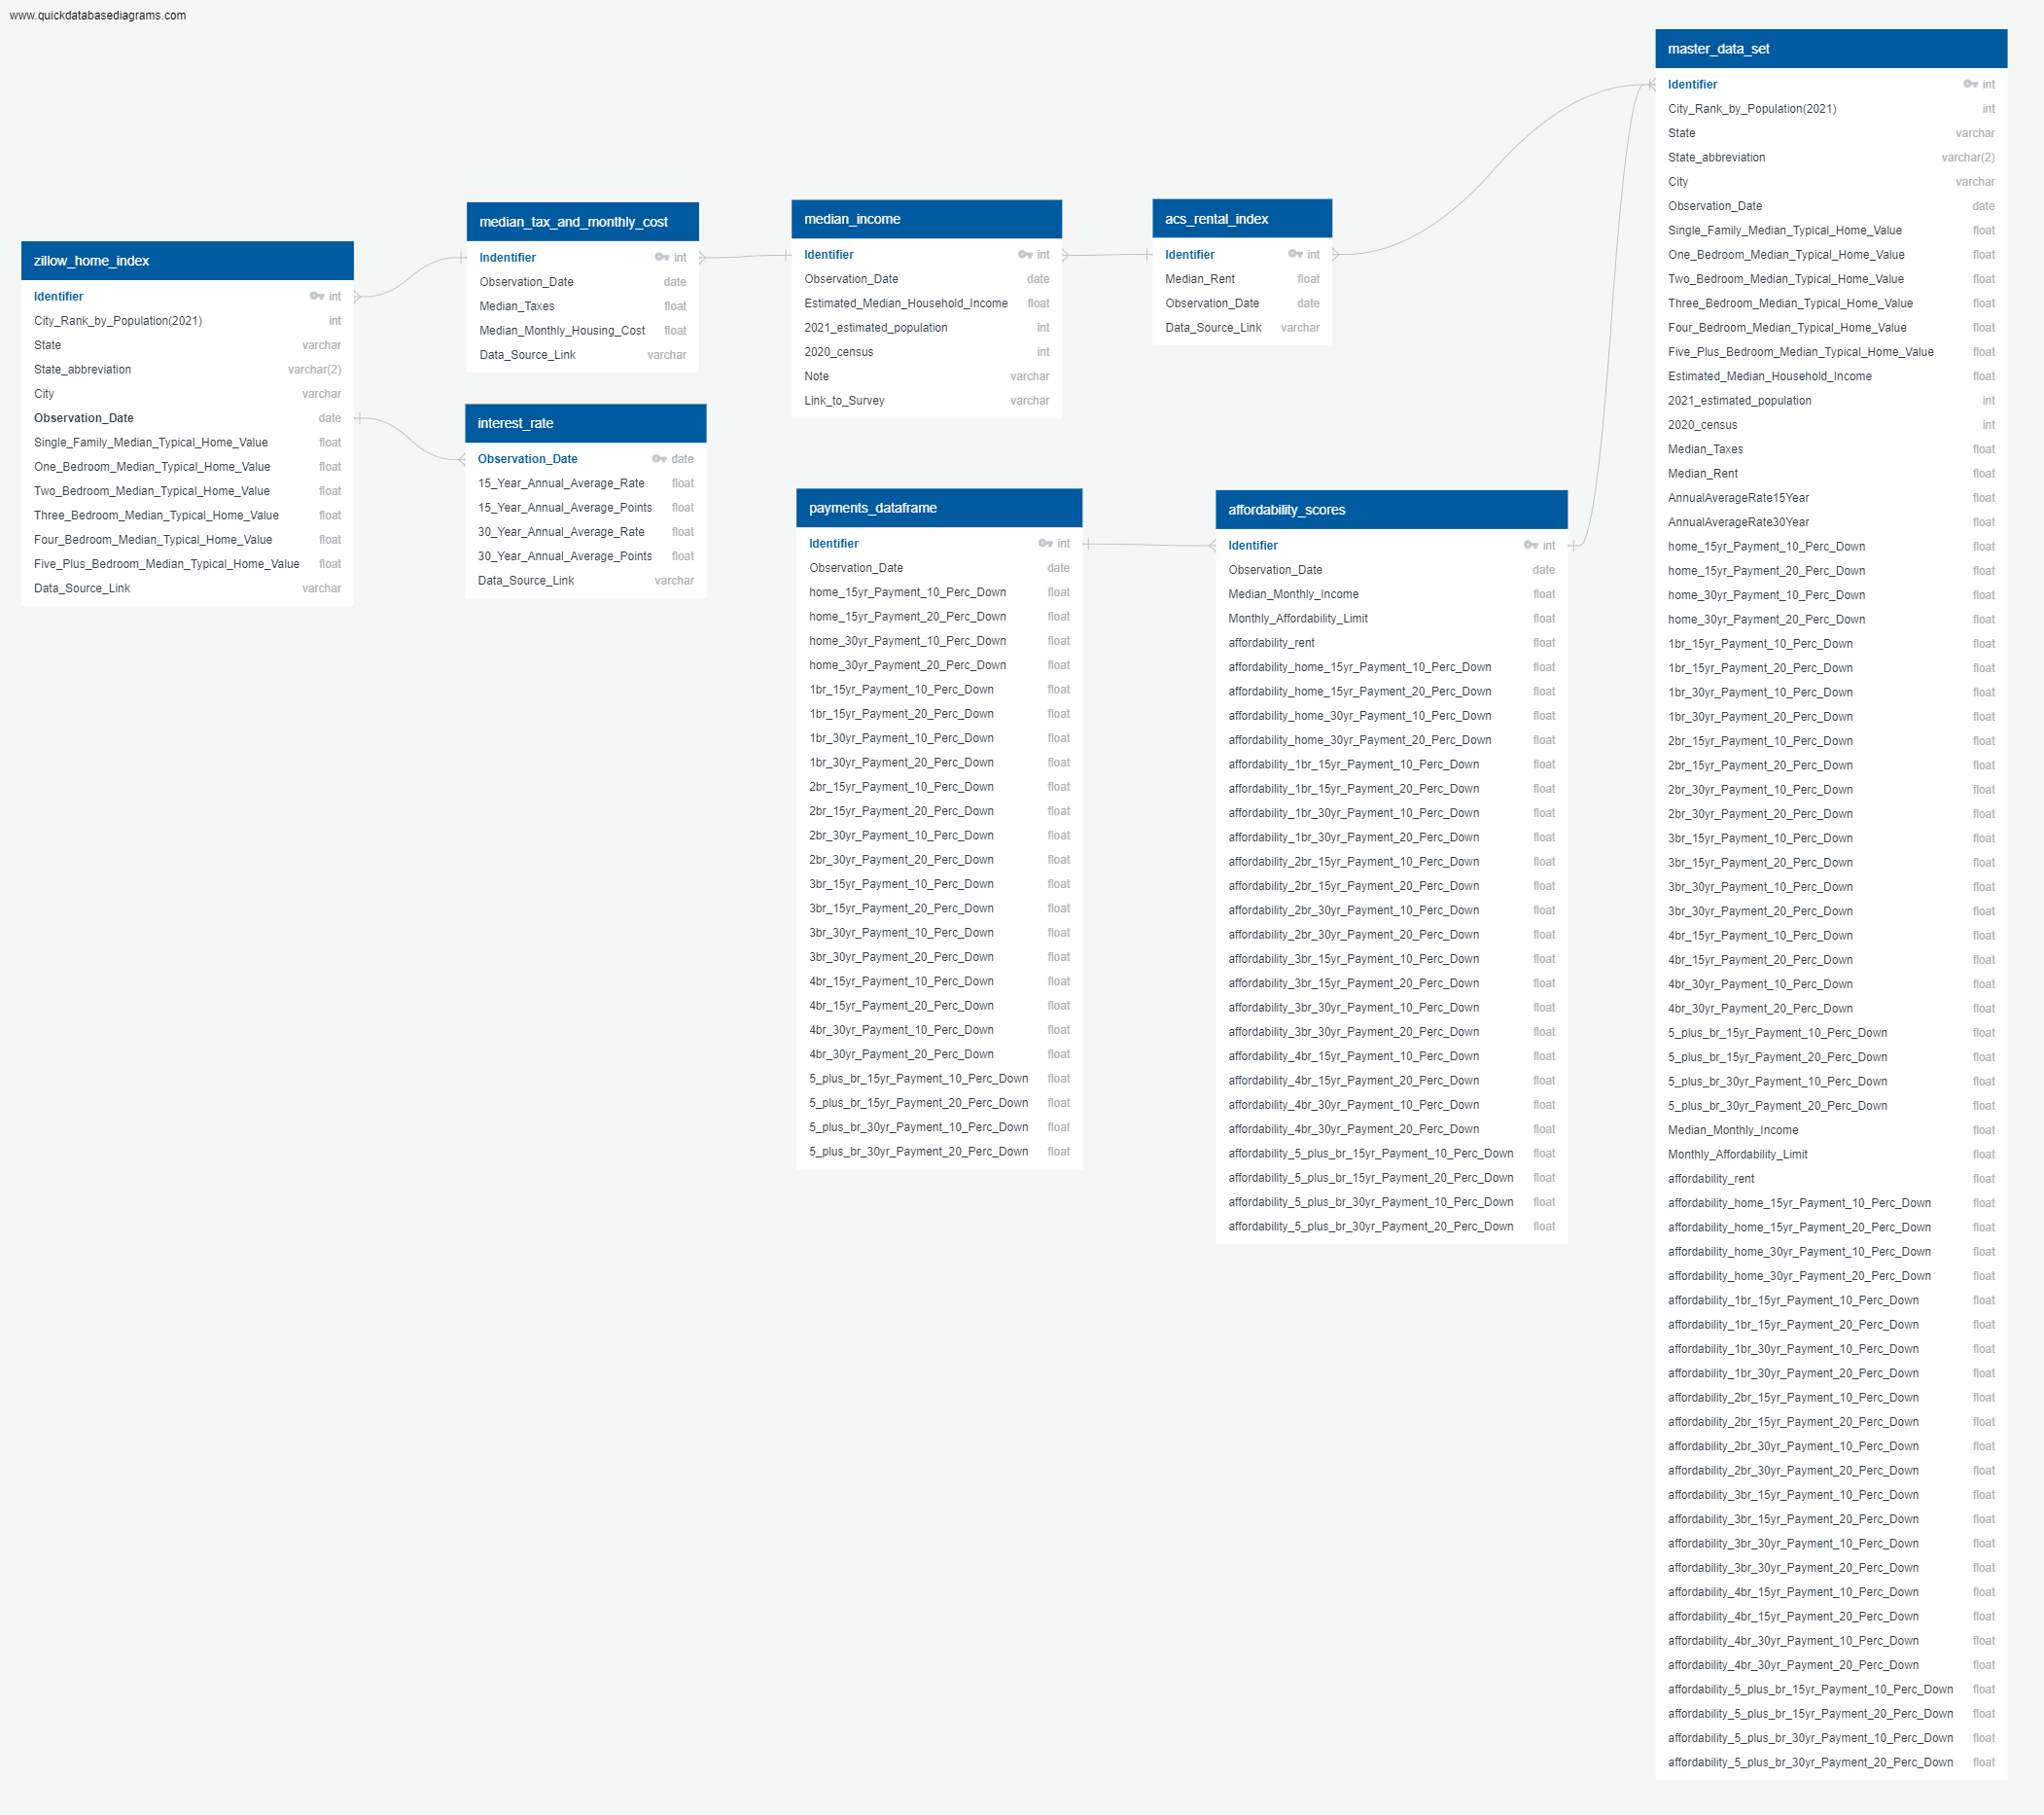 www.quickdatabasediagrams.com
zillow_home_index
Identifier int
City_Rank_by_Population(2021) int
State varchar
State_abbreviation varchar(2)
City varchar
Observation_Date date
Single_Family_Median_Typical_Home_Value float
One_Bedroom_Median_Typical_Home_Value float
Two_Bedroom_Median_Typical_Home_Value float
Three_Bedroom_Median_Typical_Home_Value float
Four_Bedroom_Median_Typical_Home_Value float
Five_Plus_Bedroom_Median_Typical_Home_Value float
Data_Source_Link varchar
median_tax_and_monthly_cost
Indentifier int
Observation_Date date
Median_Taxes float
Median_Monthly_Housing_Cost float
Data_Source_Link varchar
interest_rate
Observation_Date date
15_Year_Annual_Average_Rate float
15_Year_Annual_Average_Points float
30_Year_Annual_Average_Rate float
30_Year_Annual_Average_Points float
Data_Source_Link varchar
median_income
Identifier int
Observation_Date date
Estimated_Median_Household_Income float
2021_estimated_population int
2020_census int
Note varchar
Link_to_Survey varchar
acs_rental_index
Identifier int
Median_Rent float
Observation_Date date
Data_Source_Link varchar
payments_dataframe
Identifier int
Observation_Date date
home_15yr_Payment_10_Perc_Down float
home_15yr_Payment_20_Perc_Down float
home_30yr_Payment_10_Perc_Down float
home_30yr_Payment_20_Perc_Down float
1br_15yr_Payment_10_Perc_Down float
1br_15yr_Payment_20_Perc_Down float
1br_30yr_Payment_10_Perc_Down float
1br_30yr_Payment_20_Perc_Down float
2br_15yr_Payment_10_Perc_Down float
2br_15yr_Payment_20_Perc_Down float
2br_30yr_Payment_10_Perc_Down float
2br_30yr_Payment_20_Perc_Down float
3br_15yr_Payment_10_Perc_Down float
3br_15yr_Payment_20_Perc_Down float
3br_30yr_Payment_10_Perc_Down float
3br_30yr_Payment_20_Perc_Down float
4br_15yr_Payment_10_Perc_Down float
4br_15yr_Payment_20_Perc_Down float
4br_30yr_Payment_10_Perc_Down float
4br_30yr_Payment_20_Perc_Down float
5_plus_br_15yr_Payment_10_Perc_Down float
5_plus_br_15yr_Payment_20_Perc_Down float
5_plus_br_30yr_Payment_10_Perc_Down float
5_plus_br_30yr_Payment_20_Perc_Down float
affordability_scores
Identifier int
Observation_Date date
Median_Monthly_Income float
Monthly_Affordability_Limit float
affordability_rent float
affordability_home_15yr_Payment_10_Perc_Down float
affordability_home_15yr_Payment_20_Perc_Down float
affordability_home_30yr_Payment_10_Perc_Down float
affordability_home_30yr_Payment_20_Perc_Down float
affordability_1br_15yr_Payment_10_Perc_Down float
affordability_1br_15yr_Payment_20_Perc_Down float
affordability_1br_30yr_Payment_10_Perc_Down float
affordability_1br_30yr_Payment_20_Perc_Down float
affordability_2br_15yr_Payment_10_Perc_Down float
affordability_2br_15yr_Payment_20_Perc_Down float
affordability_2br_30yr_Payment_10_Perc_Down float
affordability_2br_30yr_Payment_20_Perc_Down float
affordability_3br_15yr_Payment_10_Perc_Down float
affordability_3br_15yr_Payment_20_Perc_Down float
affordability_3br_30yr_Payment_10_Perc_Down float
affordability_3br_30yr_Payment_20_Perc_Down float
affordability_4br_15yr_Payment_10_Perc_Down float
affordability_4br_15yr_Payment_20_Perc_Down float
affordability_4br_30yr_Payment_10_Perc_Down float
affordability_4br_30yr_Payment_20_Perc_Down float
affordability_5_plus_br_15yr_Payment_10_Perc_Down float
affordability_5_plus_br_15yr_Payment_20_Perc_Down float
affordability_5_plus_br_30yr_Payment_10_Perc_Down float
affordability_5_plus_br_30yr_Payment_20_Perc_Down float
master_data_set
Identifier int
City_Rank_by_Population(2021) int
State varchar
State_abbreviation varchar(2)
City varchar
Observation_Date date
Single_Family_Median_Typical_Home_Value float
One_Bedroom_Median_Typical_Home_Value float
Two_Bedroom_Median_Typical_Home_Value float
Three_Bedroom_Median_Typical_Home_Value float
Four_Bedroom_Median_Typical_Home_Value float
Five_Plus_Bedroom_Median_Typical_Home_Value float
Estimated_Median_Household_Income float
2021_estimated_population int
2020_census int
Median_Taxes float
Median_Rent float
AnnualAverageRate15Year float
AnnualAverageRate30Year float
home_15yr_Payment_10_Perc_Down float
home_15yr_Payment_20_Perc_Down float
home_30yr_Payment_10_Perc_Down float
home_30yr_Payment_20_Perc_Down float
1br_15yr_Payment_10_Perc_Down float
1br_15yr_Payment_20_Perc_Down float
1br_30yr_Payment_10_Perc_Down float
1br_30yr_Payment_20_Perc_Down float
2br_15yr_Payment_10_Perc_Down float
2br_15yr_Payment_20_Perc_Down float
2br_30yr_Payment_10_Perc_Down float
2br_30yr_Payment_20_Perc_Down float
3br_15yr_Payment_10_Perc_Down float
3br_15yr_Payment_20_Perc_Down float
3br_30yr_Payment_10_Perc_Down float
3br_30yr_Payment_20_Perc_Down float
4br_15yr_Payment_10_Perc_Down float
4br_15yr_Payment_20_Perc_Down float
4br_30yr_Payment_10_Perc_Down float
4br_30yr_Payment_20_Perc_Down float
5_plus_br_15yr_Payment_10_Perc_Down float
5_plus_br_15yr_Payment_20_Perc_Down float
5_plus_br_30yr_Payment_10_Perc_Down float
5_plus_br_30yr_Payment_20_Perc_Down float
Median_Monthly_Income float
Monthly_Affordability_Limit float
affordability_rent float
affordability_home_15yr_Payment_10_Perc_Down float
affordability_home_15yr_Payment_20_Perc_Down float
affordability_home_30yr_Payment_10_Perc_Down float
affordability_home_30yr_Payment_20_Perc_Down float
affordability_1br_15yr_Payment_10_Perc_Down float
affordability_1br_15yr_Payment_20_Perc_Down float
affordability_1br_30yr_Payment_10_Perc_Down float
affordability_1br_30yr_Payment_20_Perc_Down float
affordability_2br_15yr_Payment_10_Perc_Down float
affordability_2br_15yr_Payment_20_Perc_Down float
affordability_2br_30yr_Payment_10_Perc_Down float
affordability_2br_30yr_Payment_20_Perc_Down float
affordability_3br_15yr_Payment_10_Perc_Down float
affordability_3br_15yr_Payment_20_Perc_Down float
affordability_3br_30yr_Payment_10_Perc_Down float
affordability_3br_30yr_Payment_20_Perc_Down float
affordability_4br_15yr_Payment_10_Perc_Down float
affordability_4br_15yr_Payment_20_Perc_Down float
affordability_4br_30yr_Payment_10_Perc_Down float
affordability_4br_30yr_Payment_20_Perc_Down float
affordability_5_plus_br_15yr_Payment_10_Perc_Down float
affordability_5_plus_br_15yr_Payment_20_Perc_Down float
affordability_5_plus_br_30yr_Payment_10_Perc_Down float
affordability_5_plus_br_30yr_Payment_20_Perc_Down float